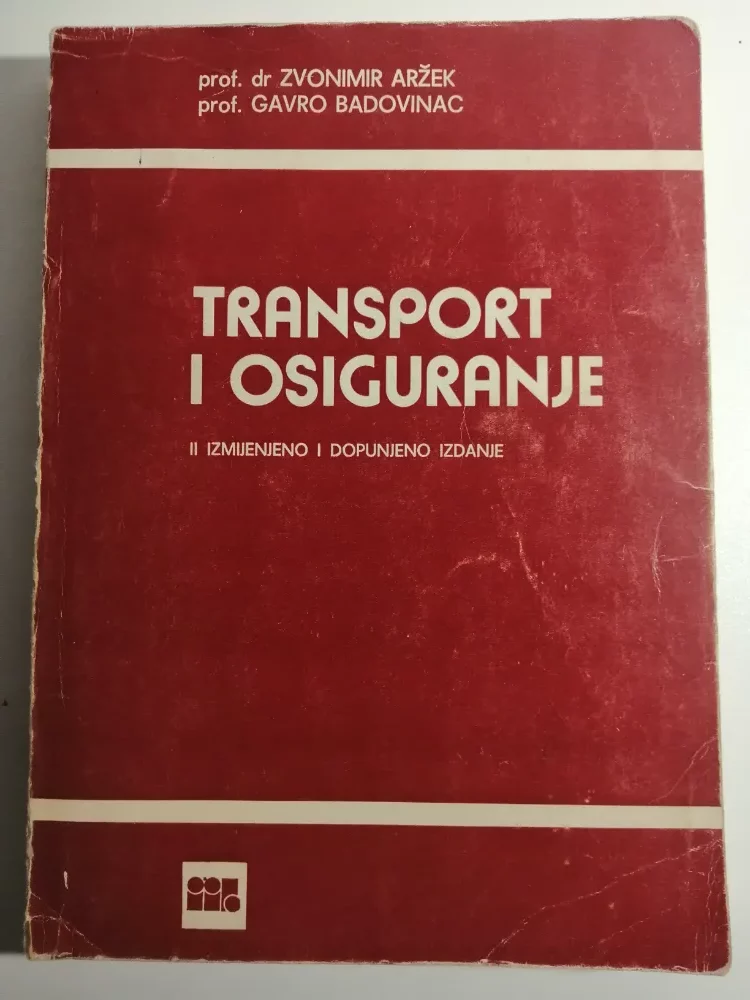 prof. dr ZVONIMIR ARŽEK
prof. GAVRO BADOVINAC
TRANSPORT
I OSIGURANJE
II IZMIJENJENO I DOPUNJENO IZDANJE